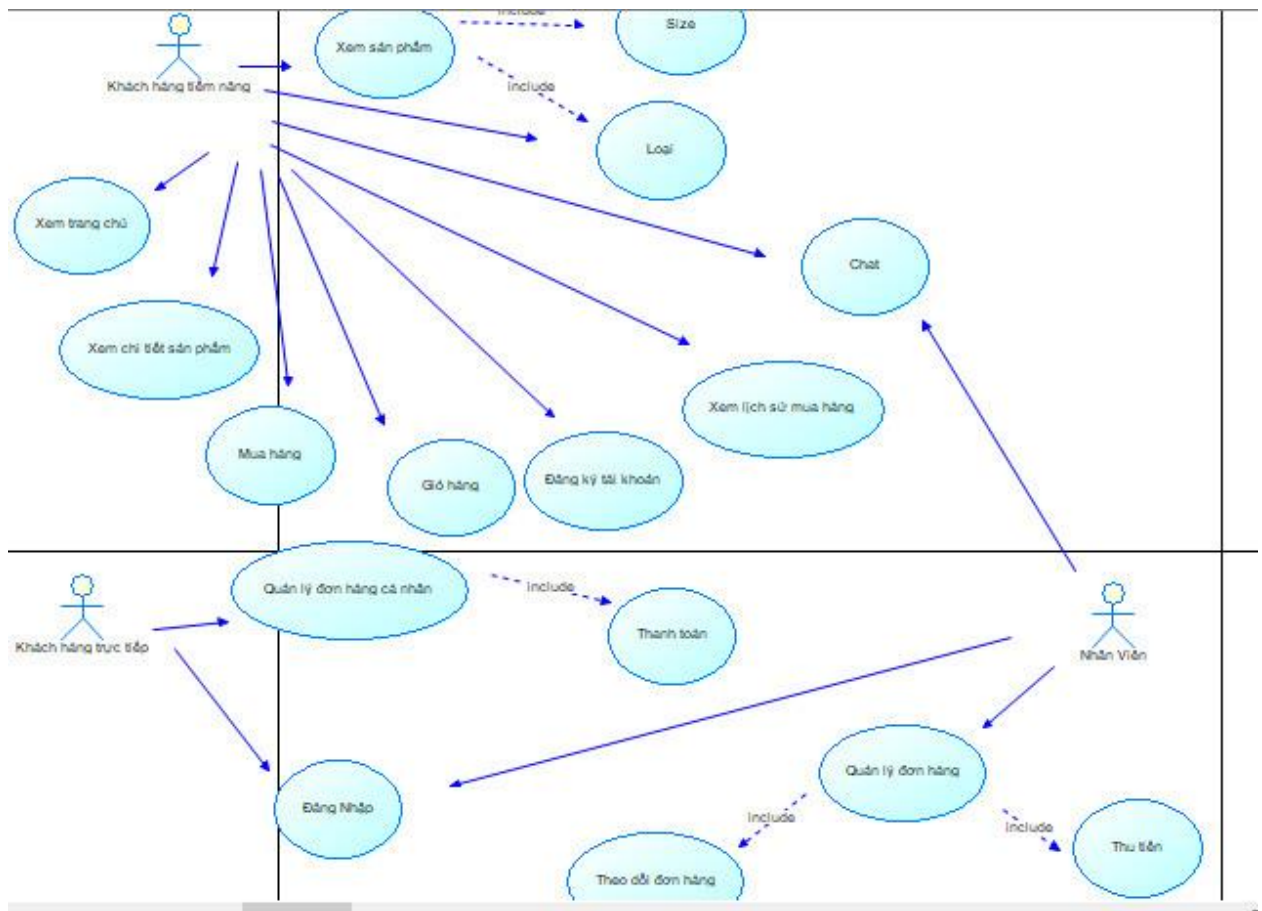 include
Size
Xem sản phẩm
Khách hàng tiềm năng
include
Loại
Xem trang chủ
Chat
Xem chi tiết sản phẩm
Xem lịch sử mua hàng
Mua hàng
Giỏ hàng
Đăng ký tài khoản
Quản lý đơn hàng cá nhân
include
Thanh toán
Khách hàng trực tiếp
Nhân Viên
Quản lý đơn hàng
Đăng Nhập
include
include
Thu tiền
Theo dõi đơn hàng